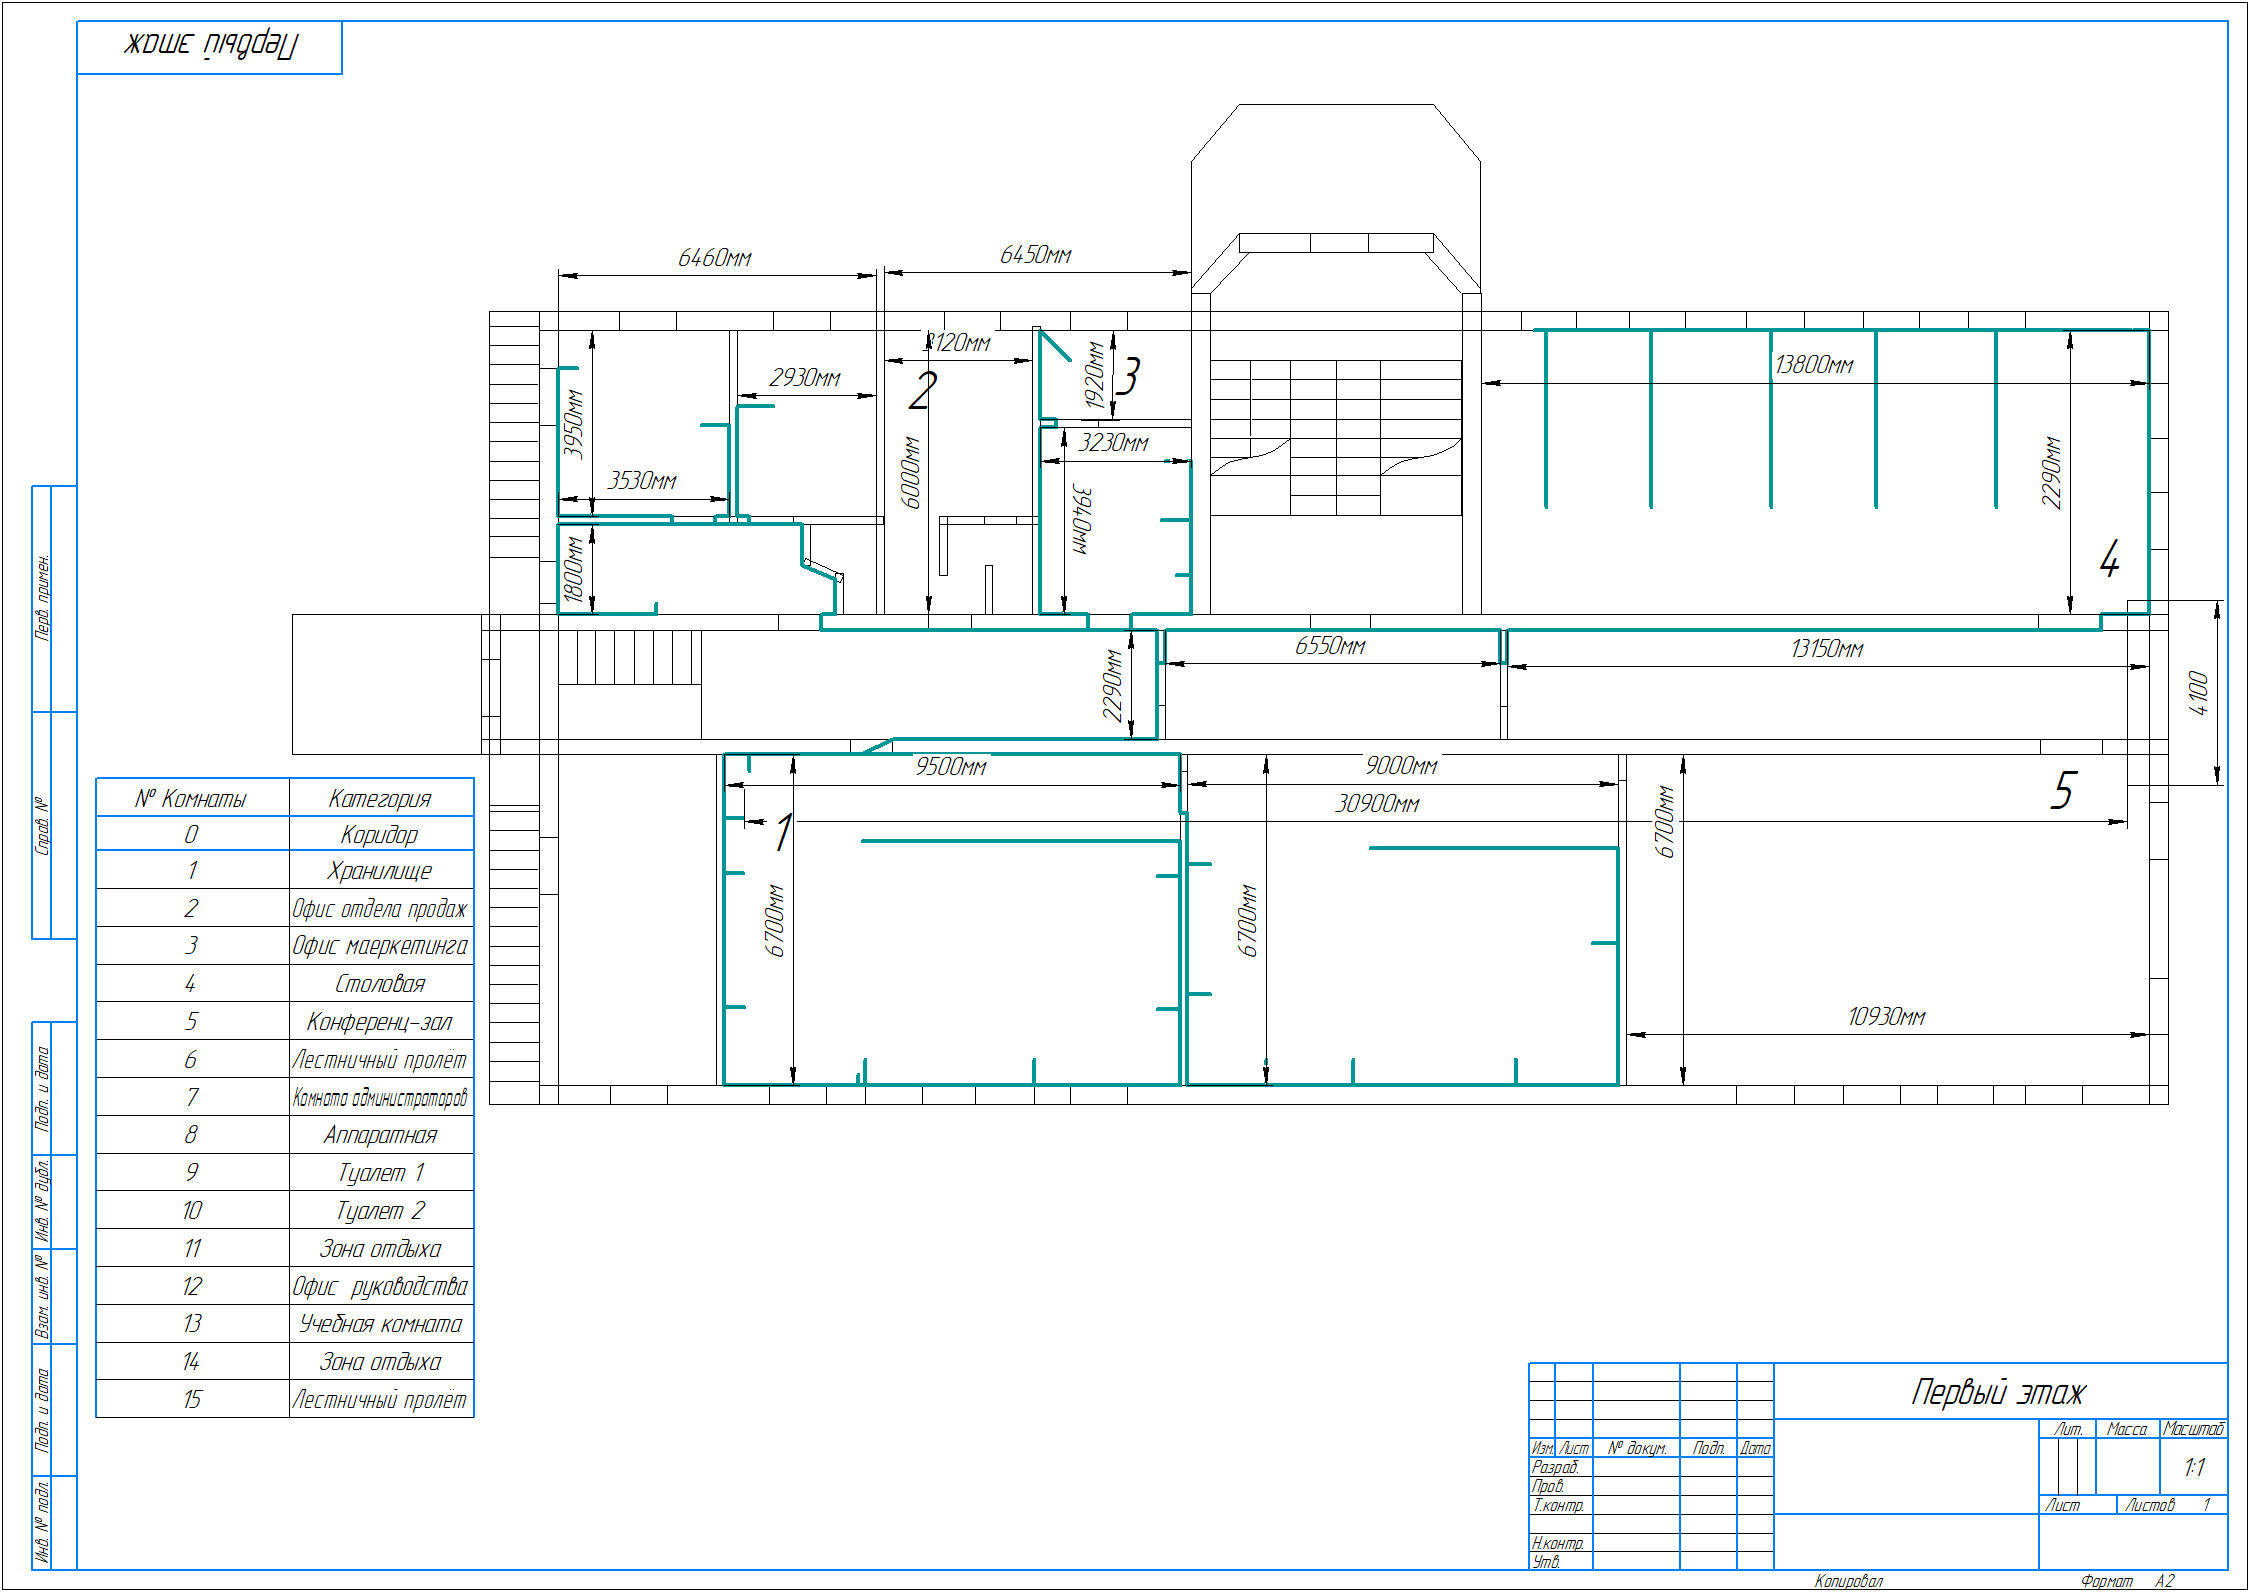 Первый этаж
6460мм
6450мм
3120мм
2930мм
2
1920мм
3
13800мм
3950мм
3530мм
6000мм
3230мм
3940мм
2290мм
4
1800мм
2290мм
6550мм
13150мм
4100
9500мм
9000мм
30900мм
1
5
6700мм
6700мм
6700мм
10930мм
№ Комнаты Категория
0 Коридор
1 Хранилище
2 Офис отдела продаж
3 Офис маеркетинга
4 Столовая
5 Конференц-зал
6 Лестничный пролёт
7 Комната администраторов
8 Аппаратная
9 Туалет 1
10 Туалет 2
11 Зона отдыха
12 Офис руководства
13 Учебная комната
14 Зона отдыха
15 Лестничный пролёт
Перв. примен.
Справ. №
Подп. и дата
Инв. № дубл.
Взам. инв. №
Подп. и дата
Инв. № подл.
Первый этаж
Лит. Масса Масштаб
1:1
Изм. Лист № докум. Подп. Дата
Разраб.
Пров.
Т.контр.
Лист Листов 1
Н.контр.
Утв.
Копировал Формат A2